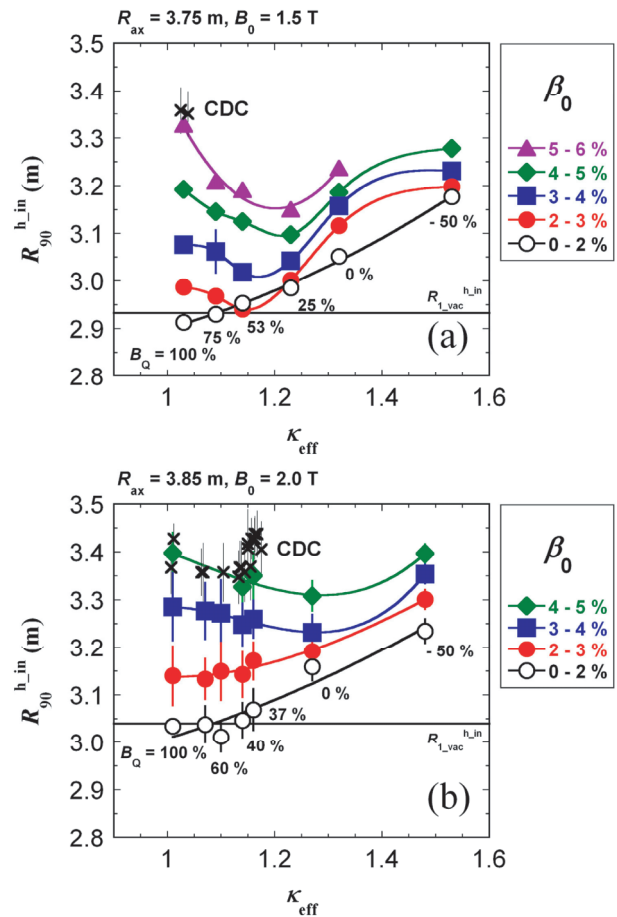 R_ax = 3.75 m, B_0 = 1.5 T
3.5
3.4
3.3
3.2
3.1
3.0
2.9
2.8
R_90^h_in (m)
CDC
- 50 %
0 %
25 %
53 %
75 %
B_Q = 100 %
R_1_vac^h_in
(a)
1
1.2
1.4
1.6
κ_eff
β_0
5 - 6 %
4 - 5 %
3 - 4 %
2 - 3 %
0 - 2 %
R_ax = 3.85 m, B_0 = 2.0 T
3.5
3.4
3.3
3.2
3.1
3.0
2.9
2.8
R_90^h_in (m)
CDC
- 50 %
0 %
37 %
40 %
60 %
B_Q = 100 %
R_1_vac^h_in
(b)
1
1.2
1.4
1.6
κ_eff
β_0
4 - 5 %
3 - 4 %
2 - 3 %
0 - 2 %